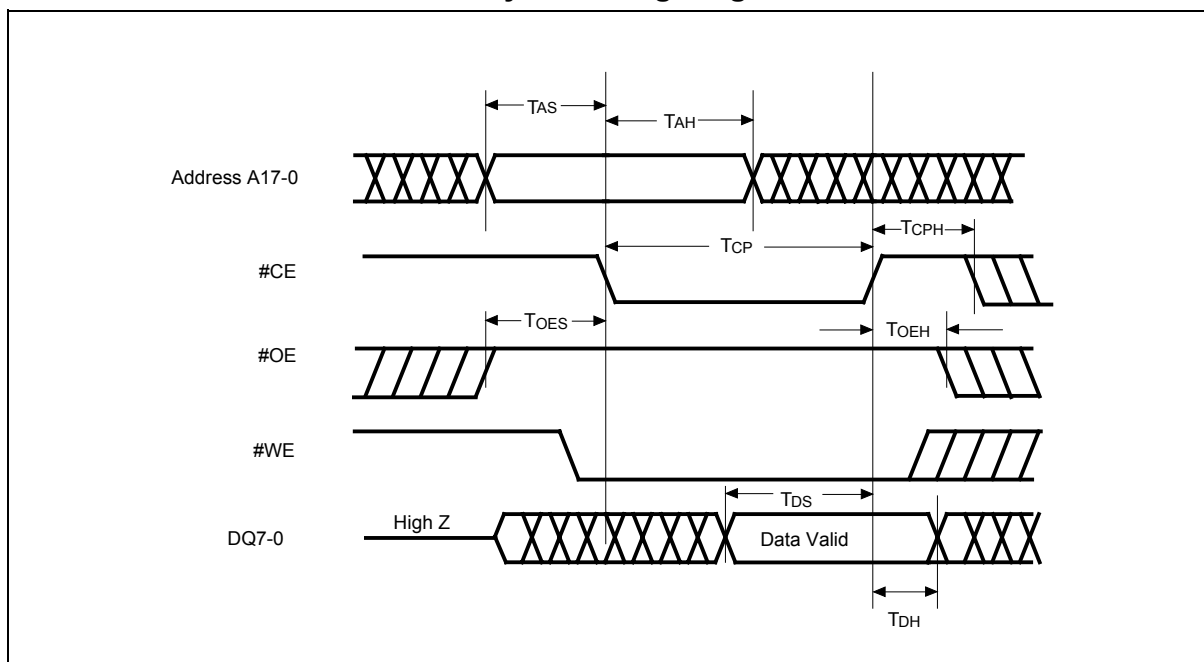 TAS
TAH
Address A17-0
TCPH
TCP
#CE
TOES
TOEH
#OE
#WE
TDS
High Z
DQ7-0
Data Valid
TDH